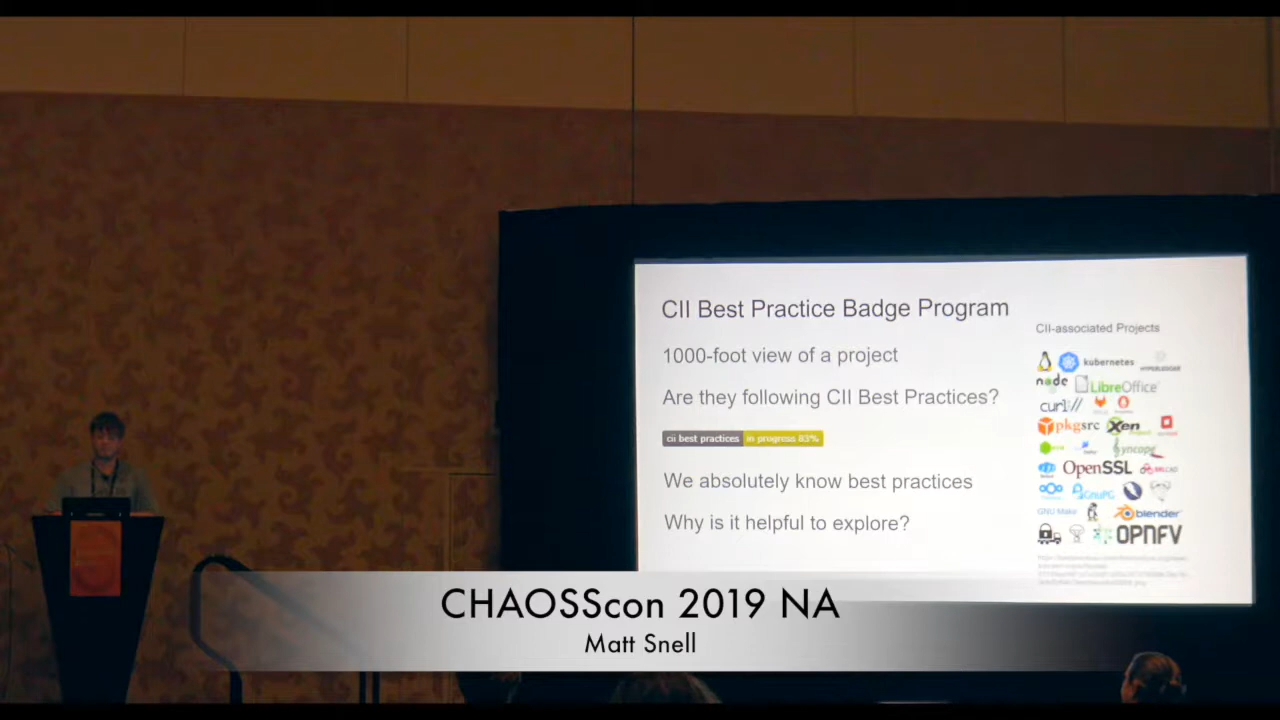 CII Best Practice Badge Program
1000-foot view of a project
Are they following CII Best Practices?
cii best practices in progress 83%
We absolutely know best practices
Why is it helpful to explore?
CII-associated Projects
kubernetes
HYPERLEDGER
node LibreOffice
curl://
pkgsrc Xen
OpenSSL
GnuPG
GNU Make blender
OPNFV
CHAOSScon 2019 NA
Matt Snell